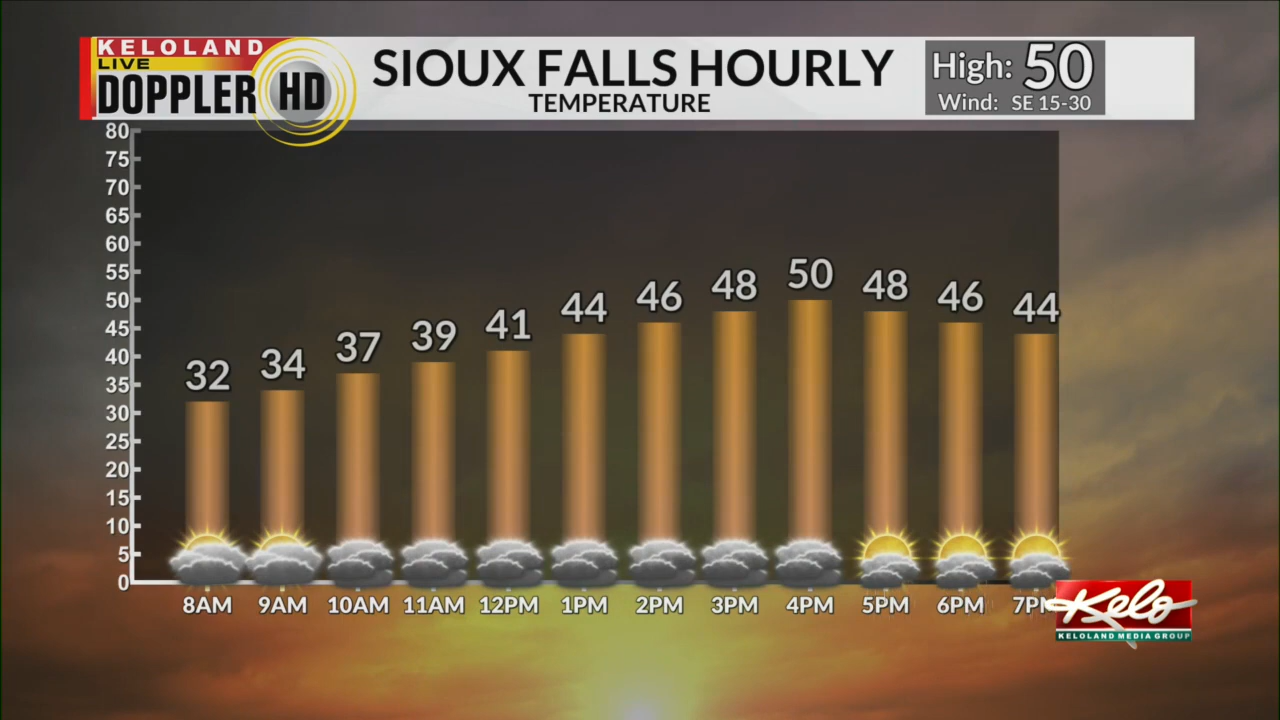 KELOLAND
LIVE
DOPPLER HD
SIOUX FALLS HOURLY
TEMPERATURE
High: 50
Wind: SE 15-30
80
75
70
65
60
55
50
45
40
35
30
25
20
15
10
5
0
32 34 37 39 41 44 46 48 50 48 46 44
8AM 9AM 10AM 11AM 12PM 1PM 2PM 3PM 4PM 5PM 6PM 7PM
Kelo
KELOLAND MEDIA GROUP